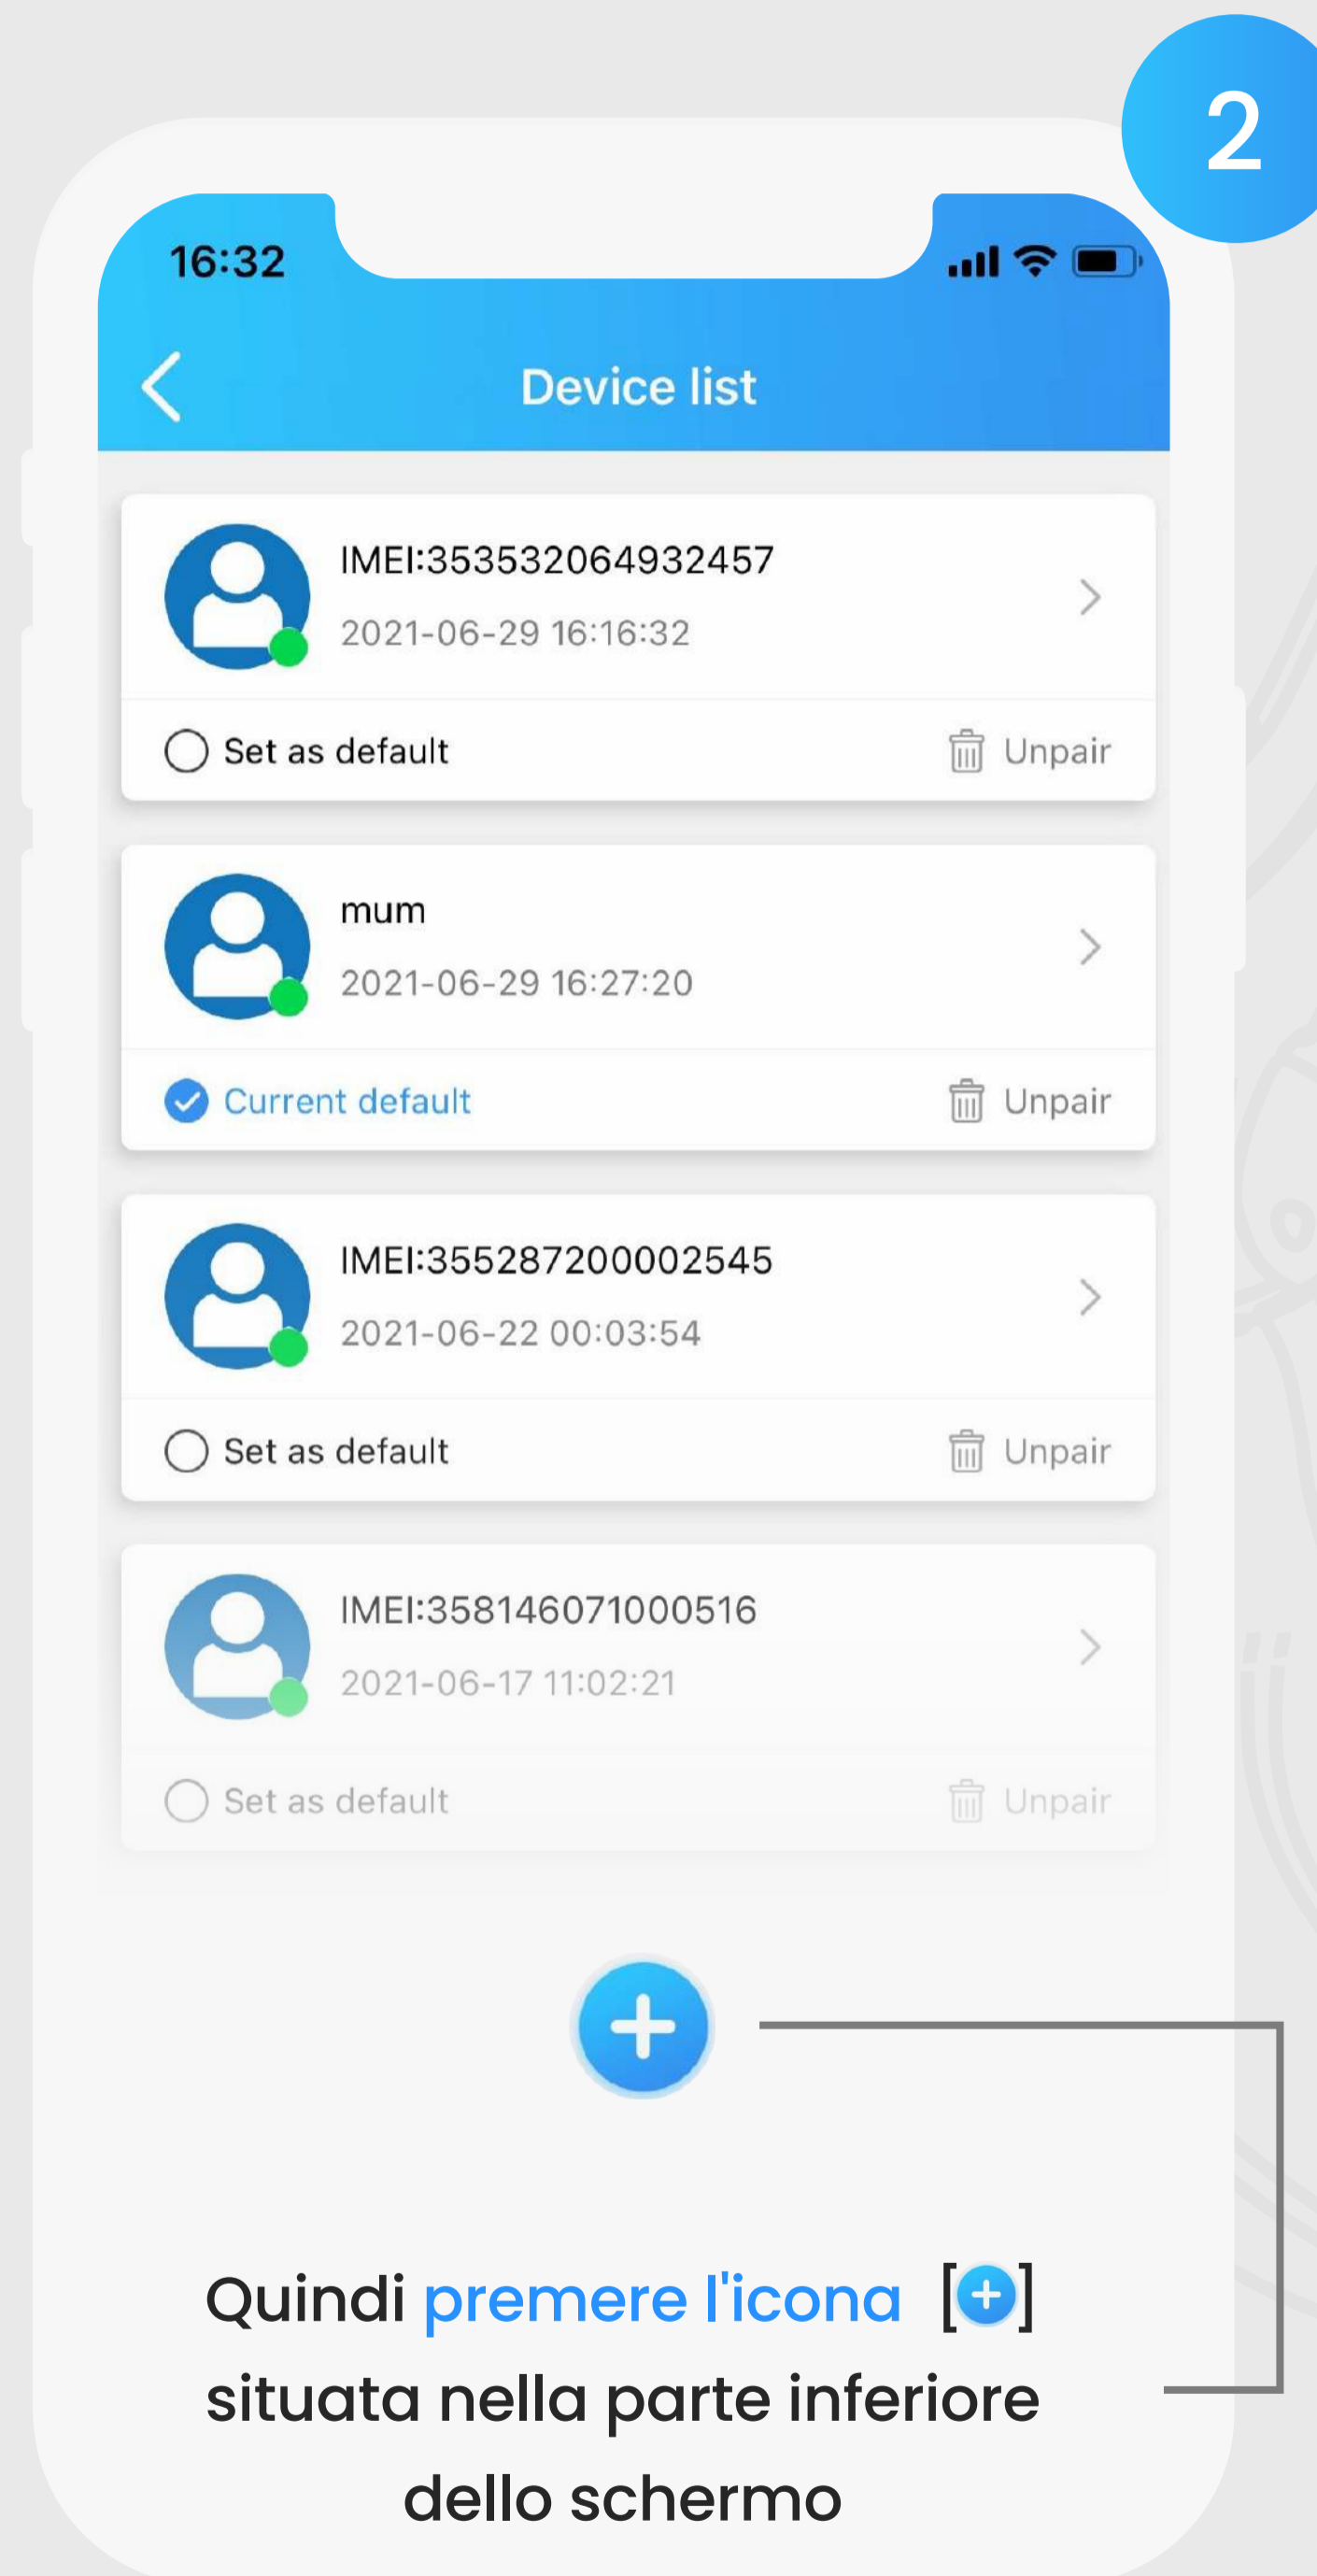 2
16:32
Device list
IMEI:353532064932457
2021-06-29 16:16:32
Set as default
Unpair
mum
2021-06-29 16:27:20
Current default
Unpair
IMEI:355287200002545
2021-06-22 00:03:54
Set as default
Unpair
IMEI:358146071000516
2021-06-17 11:02:21
Set as default
Unpair
Quindi premere l'icona [+]
situata nella parte inferiore
dello schermo